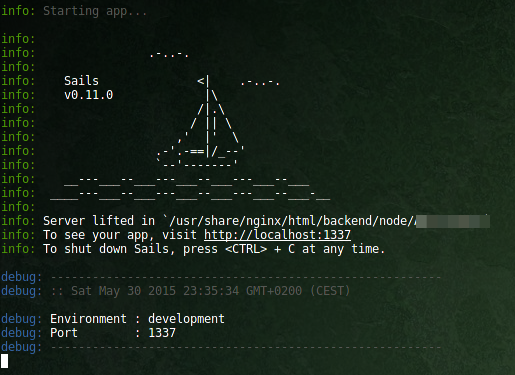 info: Starting app...
info:
info:
info:                .-..-.
info:
info:    Sails              <|    .-..-.
info:    v0.11.0             |\
info:                       /|.\
info:                      / || \
info:                    ,'  |'  \
info:                 .-'.-==|/_--'
info:                 `--'-------'
info:    __---___--___---___--___---___--___
info:  ____---___--___---___--___---___--___-__
info:
info: Server lifted in `/usr/share/nginx/html/backend/node/
info: To see your app, visit http://localhost:1337
info: To shut down Sails, press <CTRL> + C at any time.
debug: -------------------------------------------------------
debug: :: Sat May 30 2015 23:35:34 GMT+0200 (CEST)
debug:
debug: Environment : development
debug: Port        : 1337
debug: -------------------------------------------------------